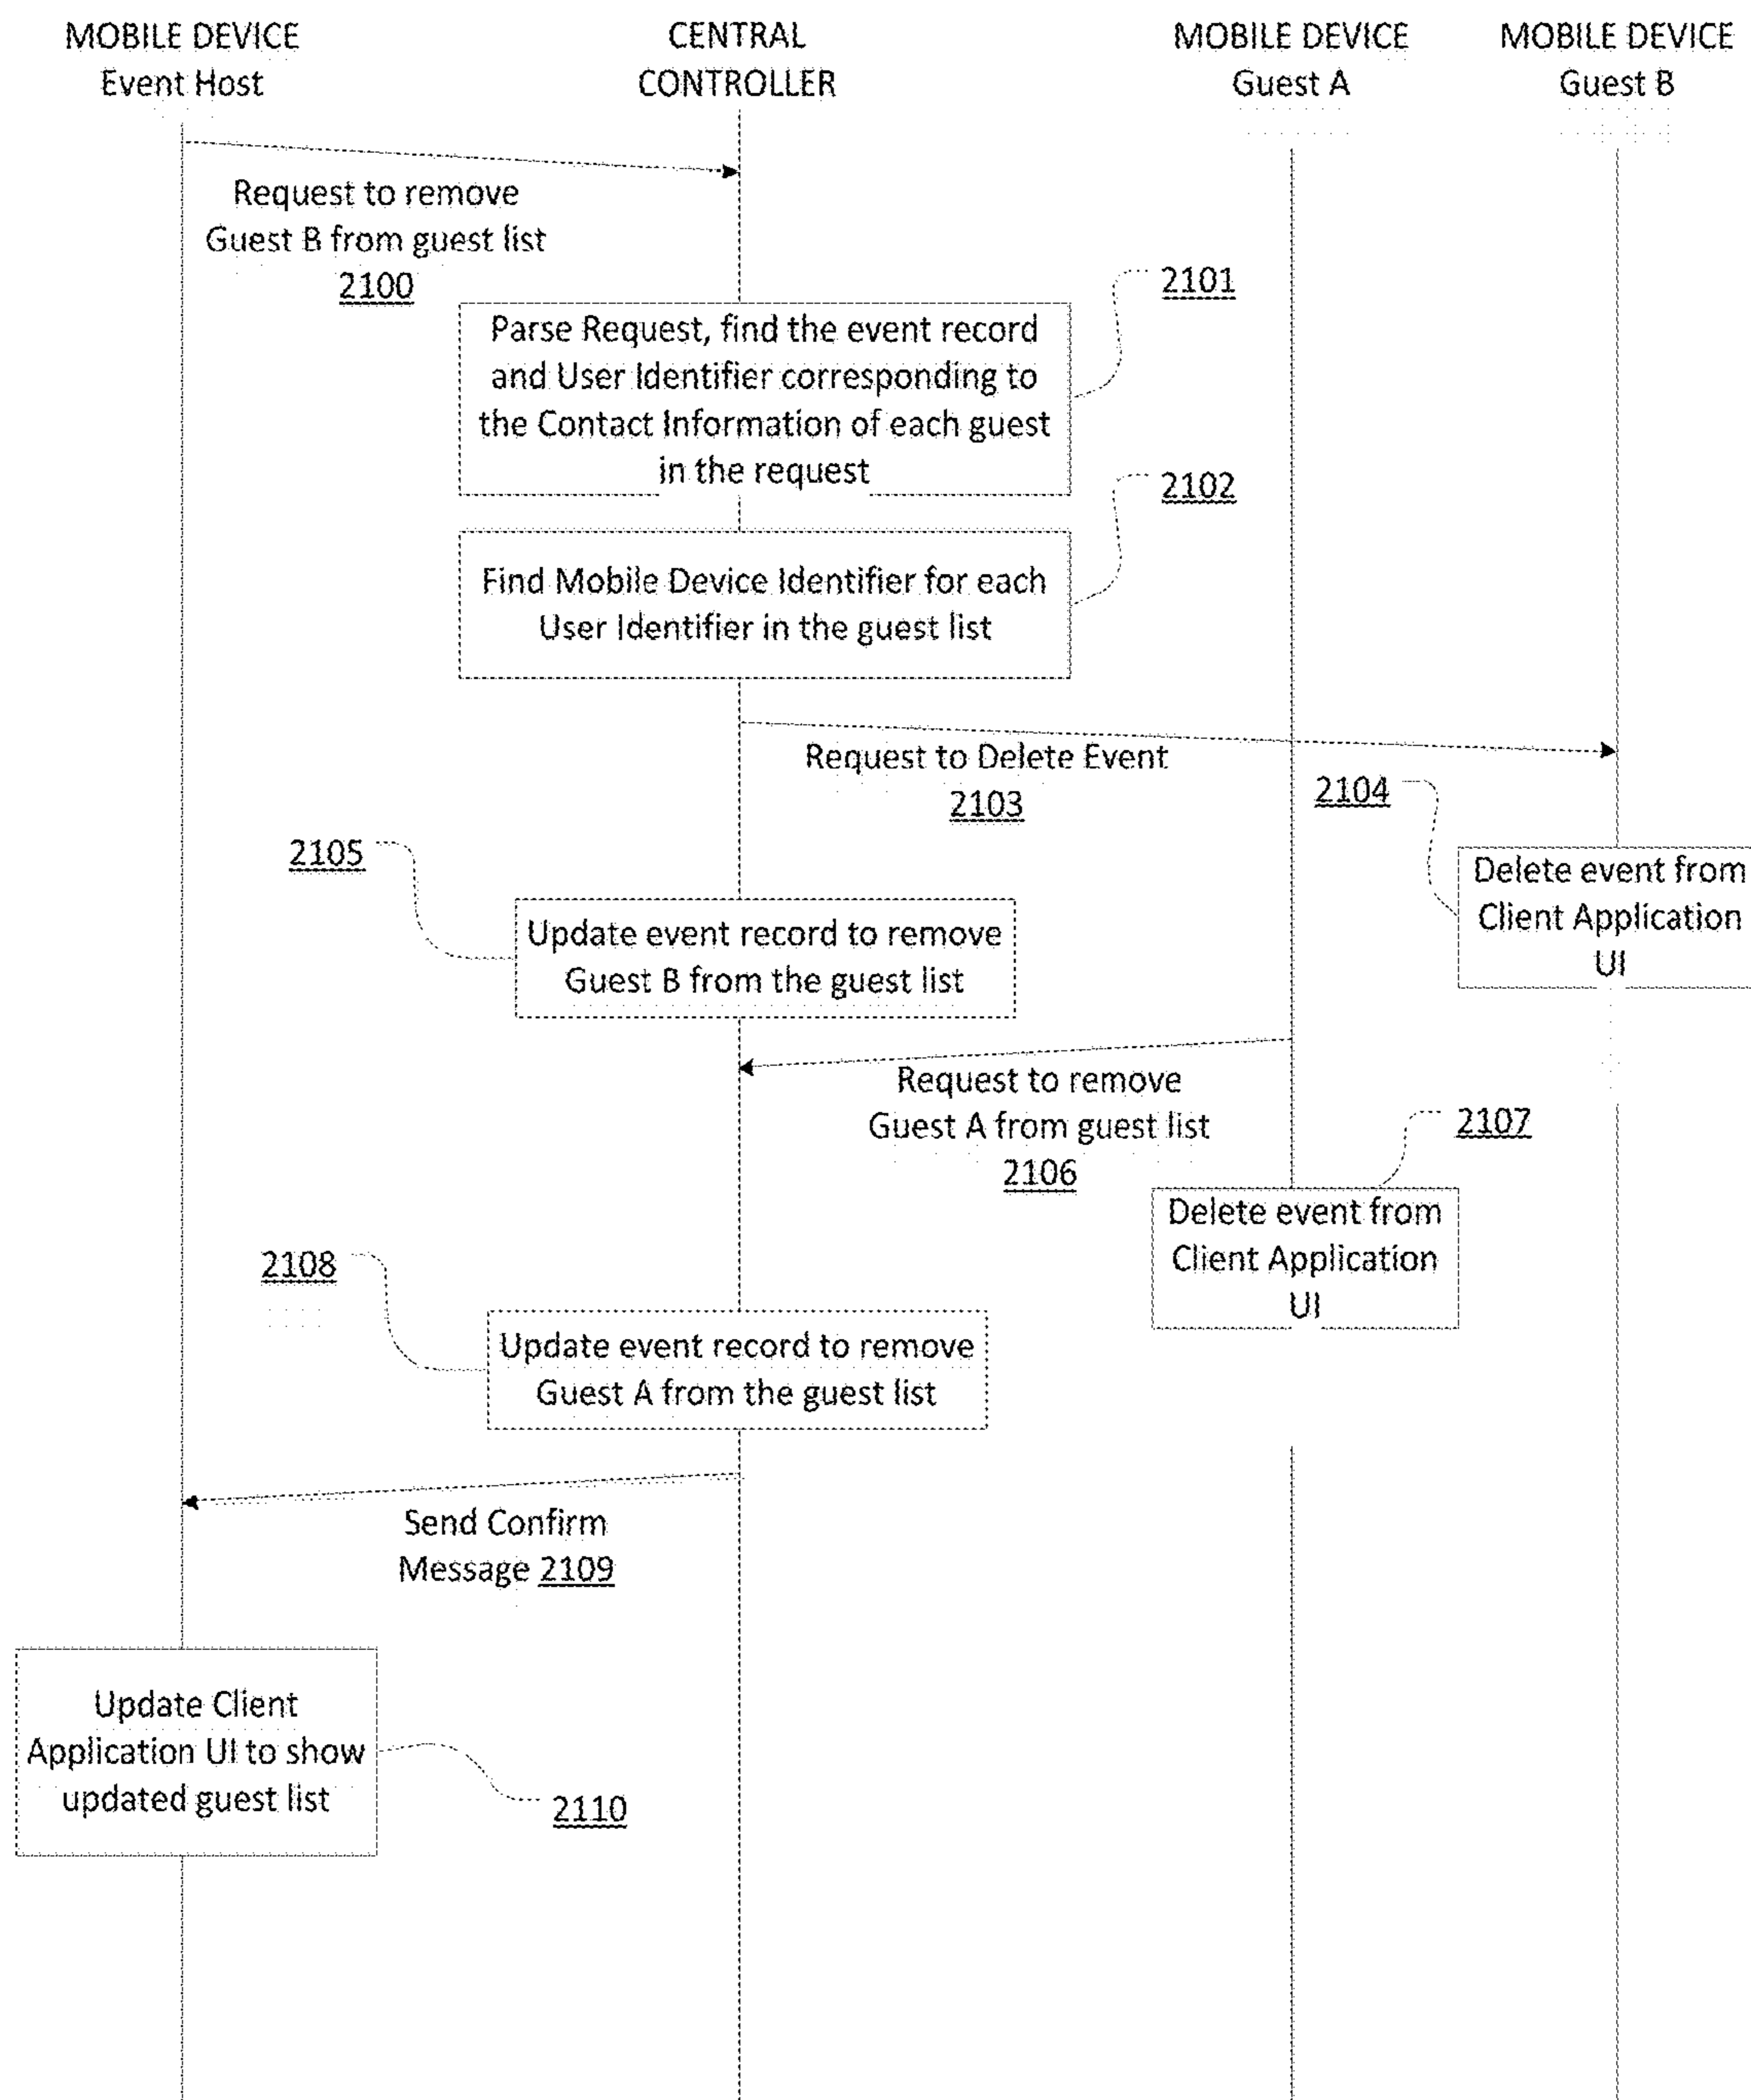 MOBILE DEVICE
Event Host
CENTRAL
CONTROLLER
MOBILE DEVICE
Guest A
MOBILE DEVICE
Guest B
Request to remove
Guest B from guest list
2100
2101
Parse Request, find the event record
and User Identifier corresponding to
the Contact Information of each guest
in the request
2102
Find Mobile Device Identifier for each
User Identifier in the guest list
Request to Delete Event
2103
2104
Delete event from
Client Application
UI
2105
Update event record to remove
Guest B from the guest list
Request to remove
Guest A from guest list
2106
2107
Delete event from
Client Application
UI
2108
Update event record to remove
Guest A from the guest list
Send Confirm
Message 2109
Update Client
Application UI to show
updated guest list
2110